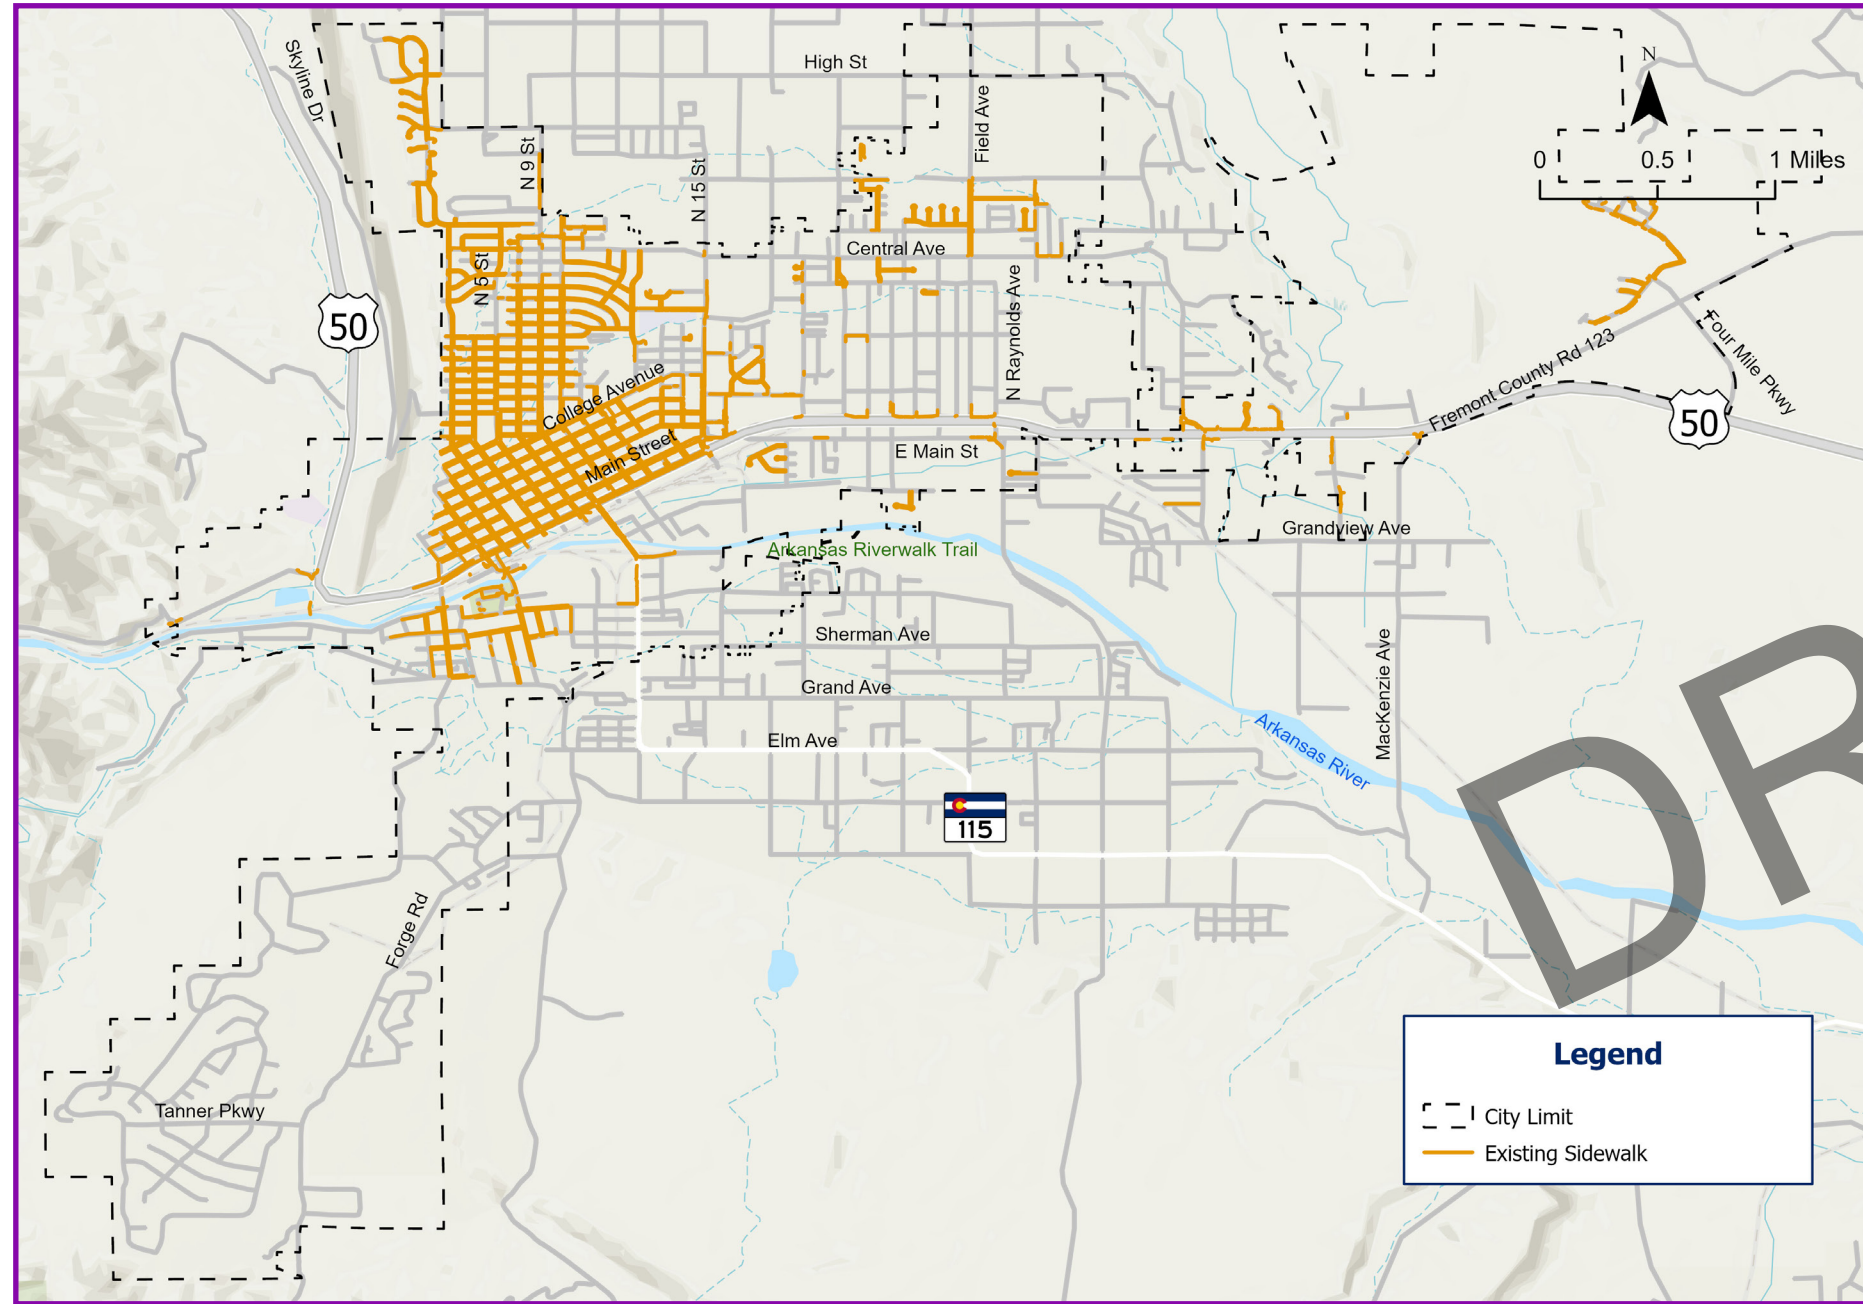 High St
Skyline Dr
N
Field Ave
N 9 St
N 15 St
0 0.5 1 Miles
Central Ave
N 5 St
N Raynolds Ave
50
Four Mile Pkwy
Fremont County Rd 123
College Avenue
50
Main Street
E Main St
Grandview Ave
Arkansas Riverwalk Trail
Sherman Ave
MacKenzie Ave
Grand Ave
Elm Ave
Arkansas River
115
DR
Forge Rd
Tanner Pkwy
Legend
City Limit
Existing Sidewalk